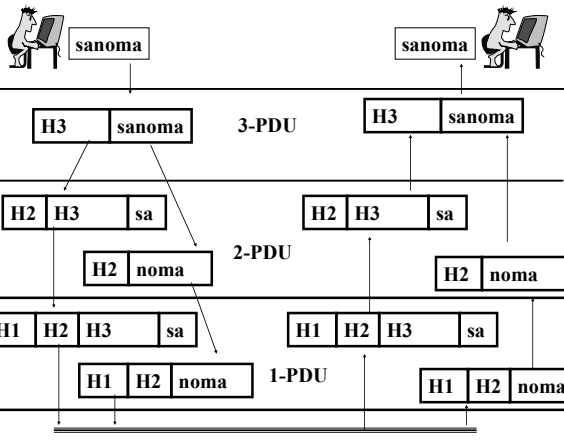 sanoma sanoma
H3 sanoma 3-PDU H3 sanoma
H2 H3 sa H2 H3 sa
H2 noma 2-PDU H2 noma
H1 H2 H3 sa H1 H2 H3 sa
H1 H2 noma 1-PDU H1 H2 noma